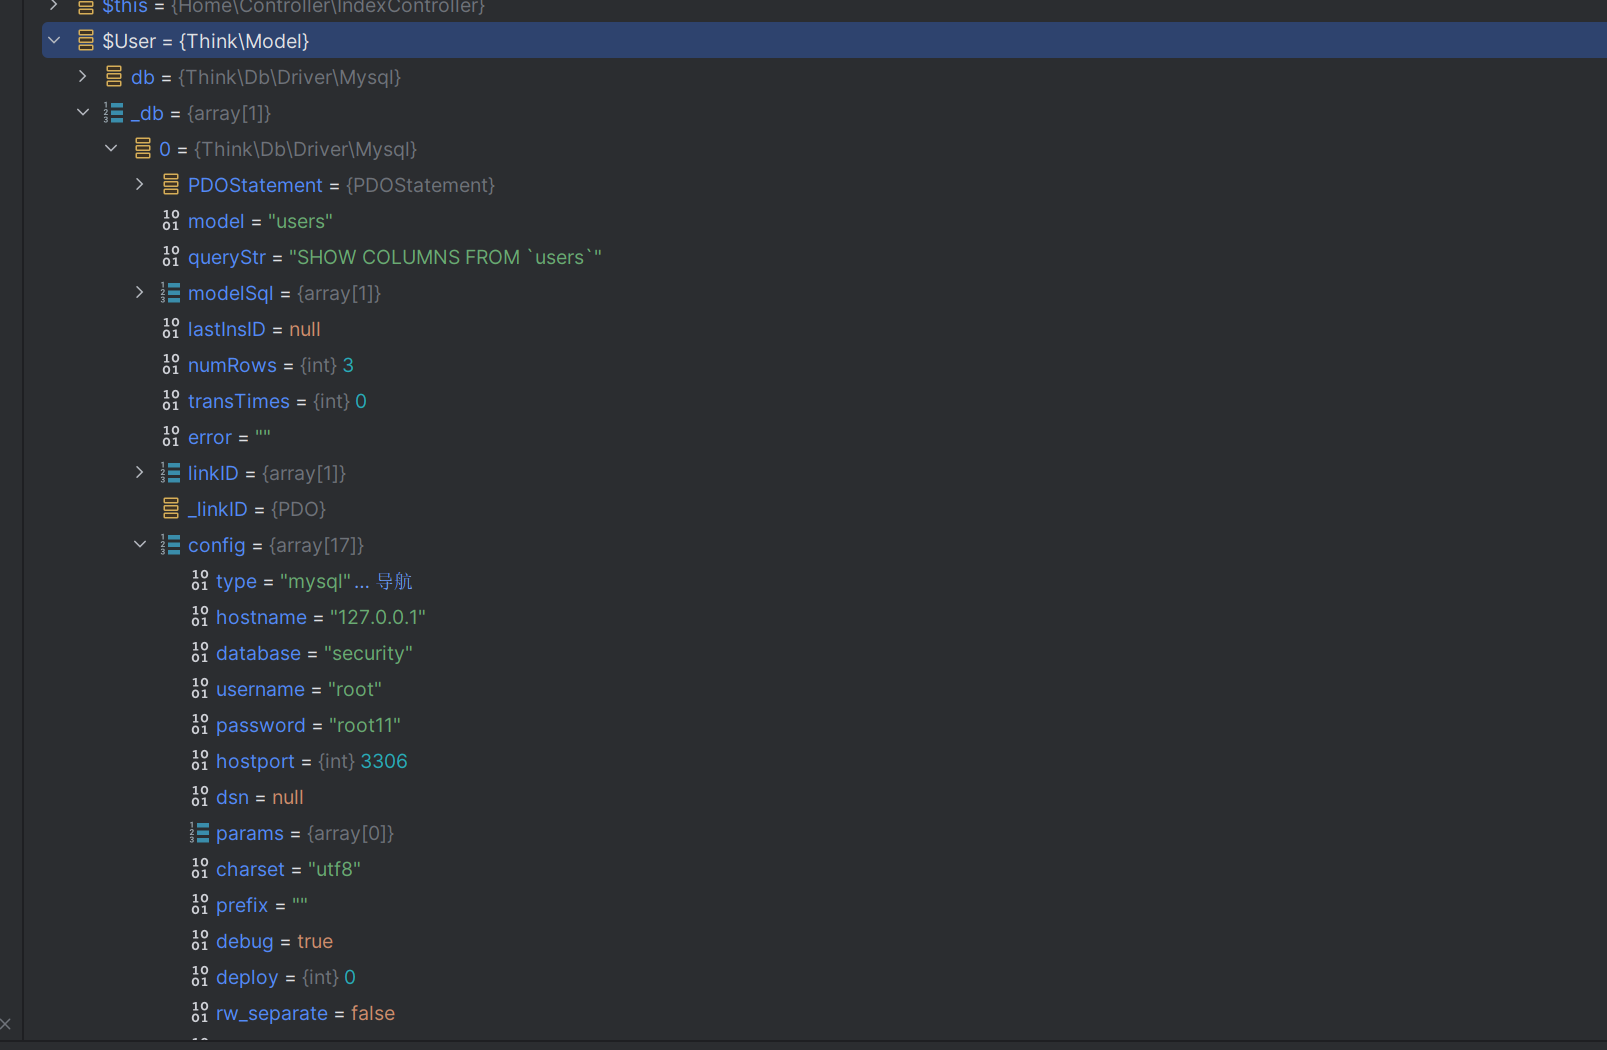 $this = {Home\Controller\IndexController}
$User = {Think\Model}
db = {Think\Db\Driver\Mysql}
_db = {array[1]}
0 = {Think\Db\Driver\Mysql}
PDOStatement = {PDOStatement}
model = "users"
queryStr = "SHOW COLUMNS FROM `users`"
modelSql = {array[1]}
lastInsID = null
numRows = {int} 3
transTimes = {int} 0
error = ""
linkID = {array[1]}
_linkID = {PDO}
config = {array[17]}
type = "mysql"... 导航
hostname = "127.0.0.1"
database = "security"
username = "root"
password = "root11"
hostport = {int} 3306
dsn = null
params = {array[0]}
charset = "utf8"
prefix = ""
debug = true
deploy = {int} 0
rw_separate = false